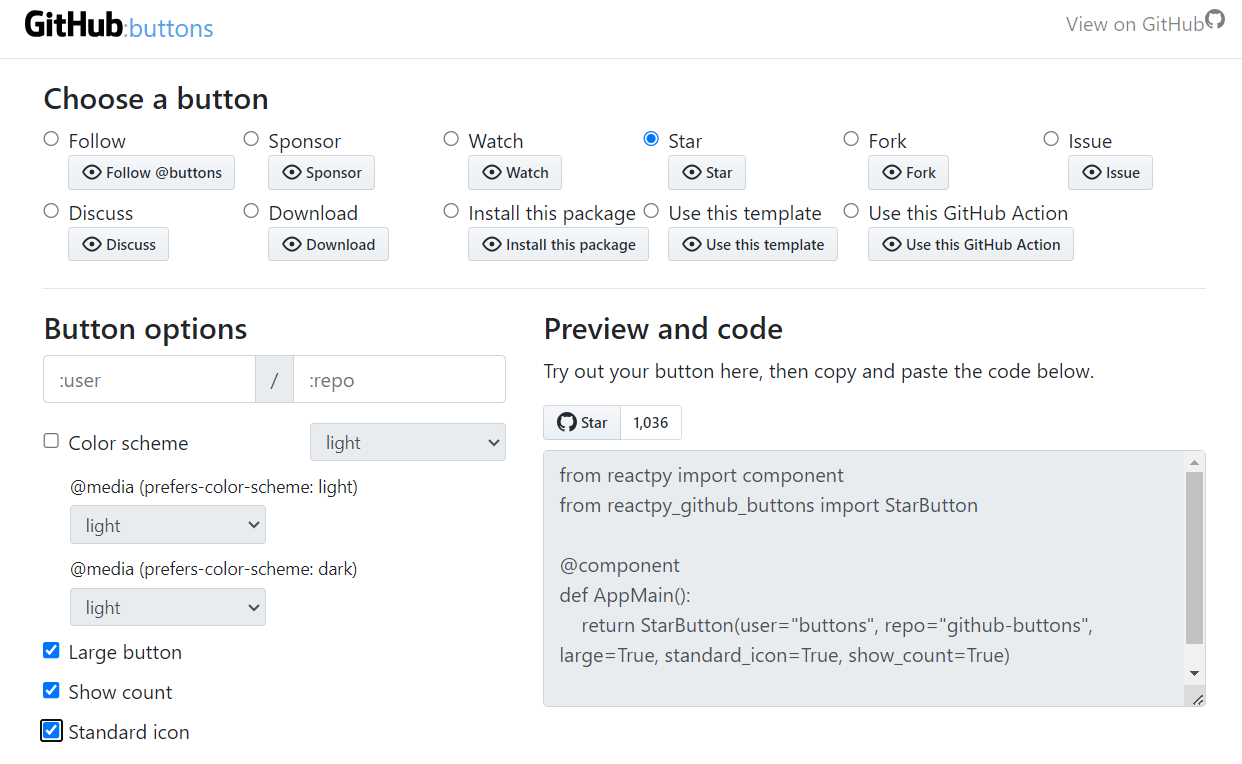 GitHub:buttons
View on GitHub
Choose a button
Follow
Sponsor
Watch
Star
Fork
Issue
Follow @buttons
Sponsor
Watch
Star
Fork
Issue
Discuss
Download
Install this package
Use this template
Use this GitHub Action
Discuss
Download
Install this package
Use this template
Use this GitHub Action
Button options
:user / :repo
Color scheme
light
@media (prefers-color-scheme: light)
light
@media (prefers-color-scheme: dark)
light
Large button
Show count
Standard icon
Preview and code
Try out your button here, then copy and paste the code below.
Star 1,036
from reactpy import component
from reactpy_github_buttons import StarButton
@component
def AppMain():
return StarButton(user="buttons", repo="github-buttons",
large=True, standard_icon=True, show_count=True)